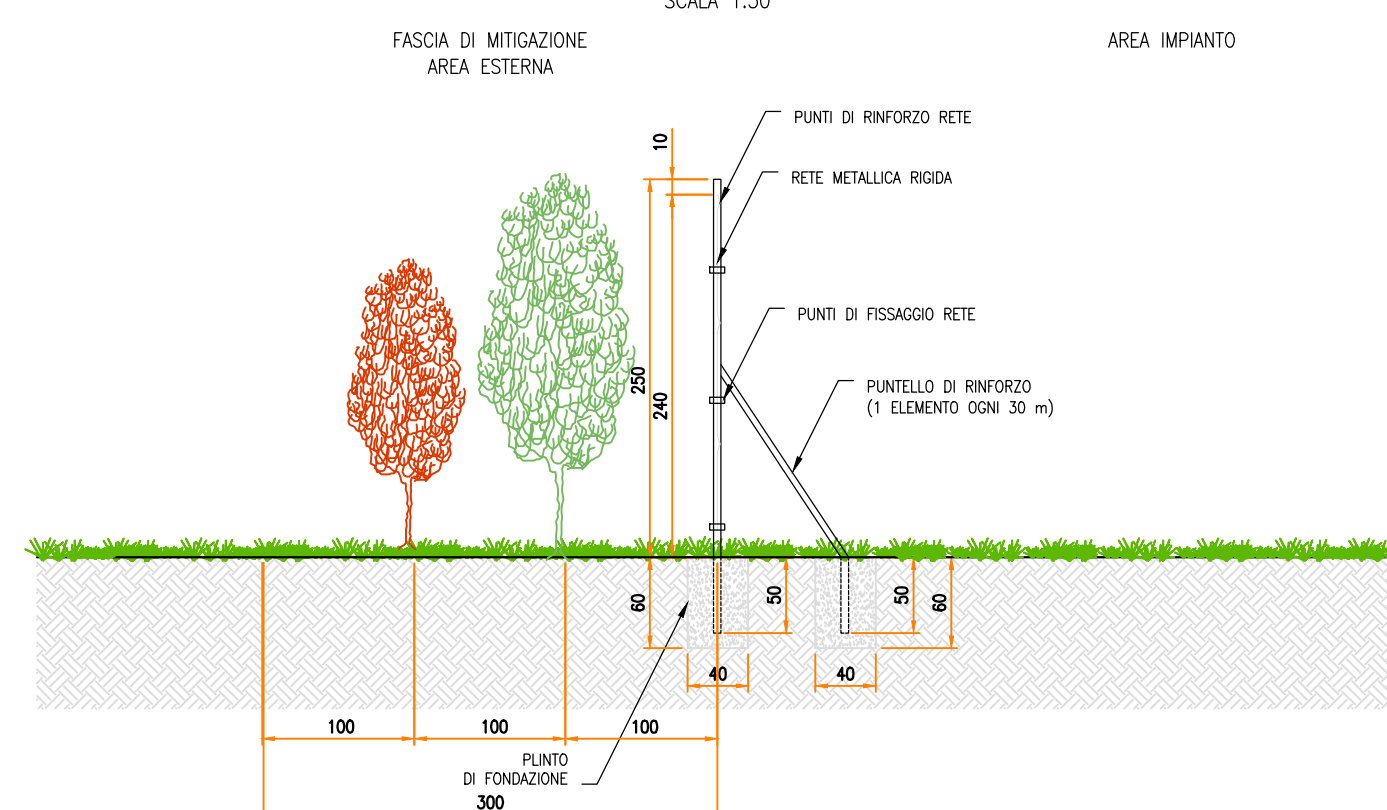 SCALA 1:50
FASCIA DI MITIGAZIONE
AREA ESTERNA
AREA IMPIANTO
10
PUNTI DI RINFORZO RETE
RETE METALLICA RIGIDA
PUNTI DI FISSAGGIO RETE
250
240
PUNTELLO DI RINFORZO
(1 ELEMENTO OGNI 30 m)
60
50
50
60
40
40
100
100
100
PLINTO
DI FONDAZIONE
300